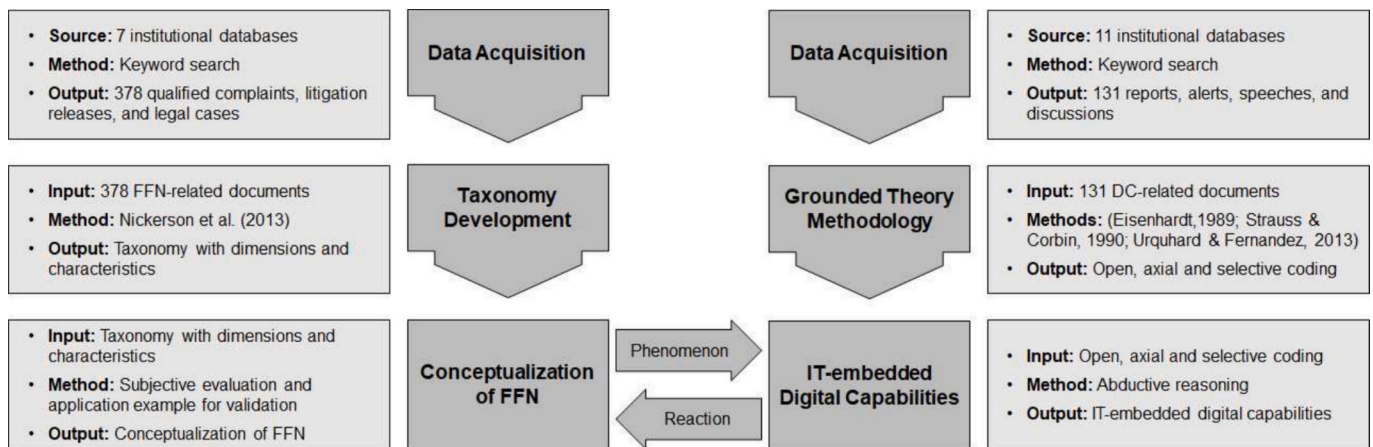 • Source: 7 institutional databases
• Method: Keyword search
• Output: 378 qualified complaints, litigation
releases, and legal cases
Data Acquisition
Data Acquisition
• Source: 11 institutional databases
• Method: Keyword search
• Output: 131 reports, alerts, speeches, and
discussions
• Input: 378 FFN-related documents
• Method: Nickerson et al. (2013)
• Output: Taxonomy with dimensions and
characteristics
Taxonomy
Development
Grounded Theory
Methodology
• Input: 131 DC-related documents
• Methods: (Eisenhardt,1989; Strauss &
Corbin, 1990; Urquhard & Fernandez, 2013)
• Output: Open, axial and selective coding
• Input: Taxonomy with dimensions and
characteristics
• Method: Subjective evaluation and
application example for validation
• Output: Conceptualization of FFN
Conceptualization
of FFN
Phenomenon
Reaction
IT-embedded
Digital Capabilities
• Input: Open, axial and selective coding
• Method: Abductive reasoning
• Output: IT-embedded digital capabilities